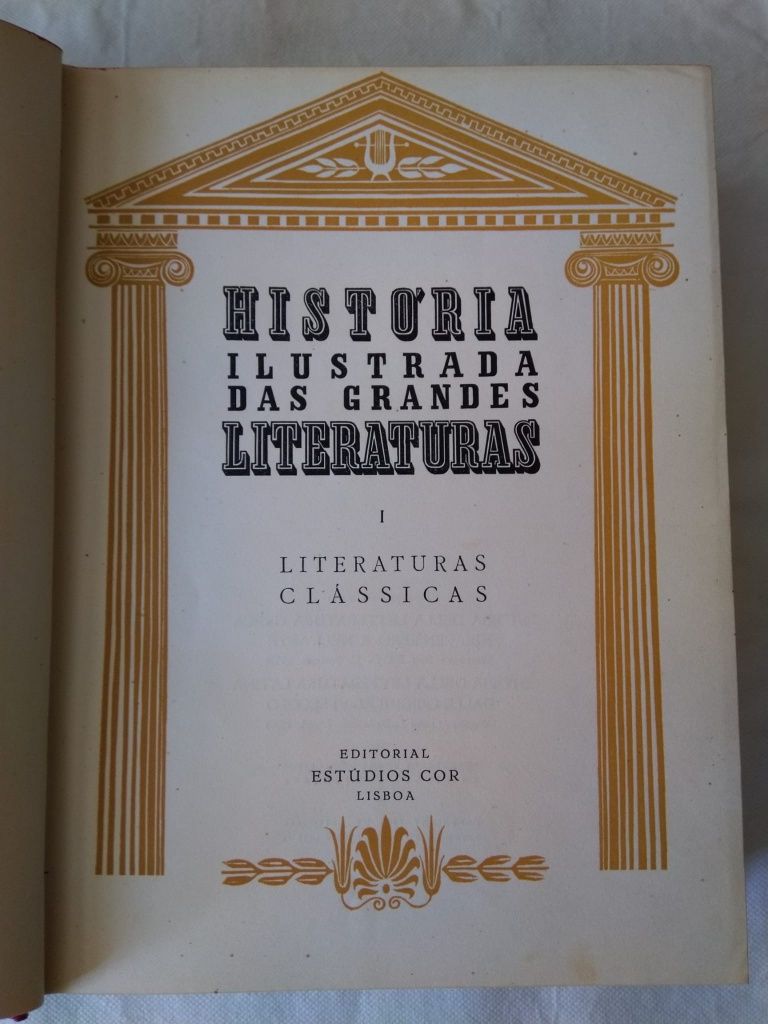 HISTÓRIA
ILUSTRADA
DAS GRANDES
LITERATURAS
I
LITERATURAS
CLÁSSICAS
EDITORIAL
ESTÚDIOS COR
LISBOA